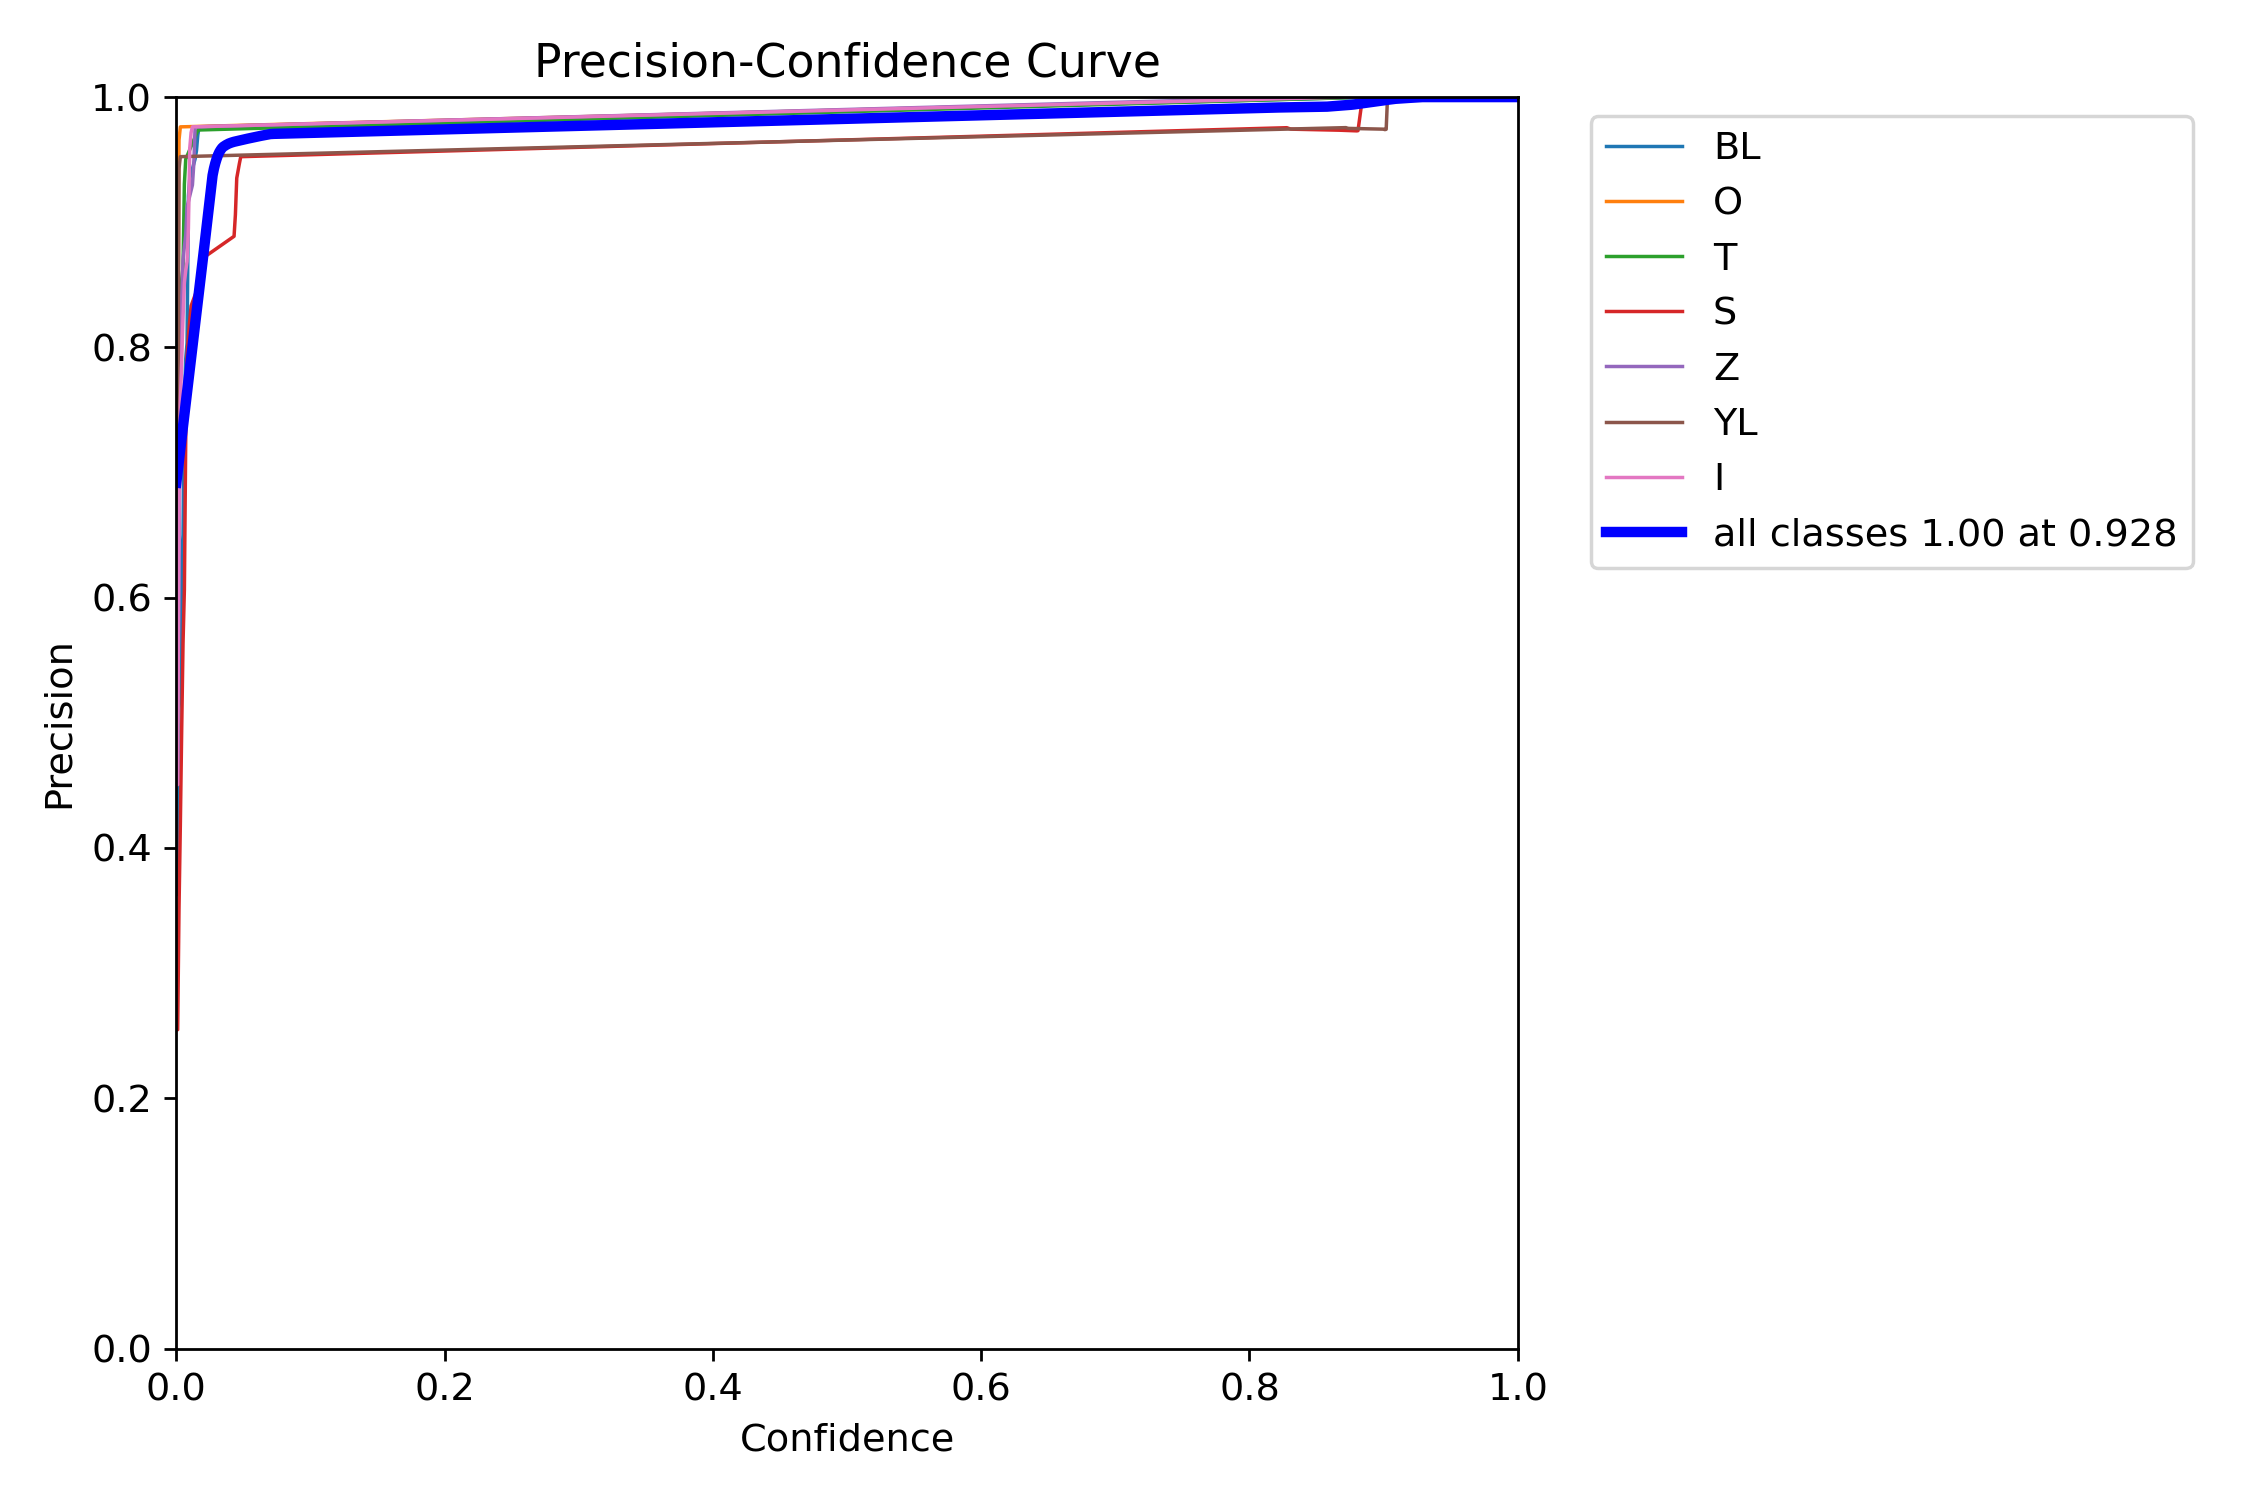 Precision-Confidence Curve
1.0
0.8
0.6
0.4
0.2
0.0
Precision
0.0 0.2 0.4 0.6 0.8 1.0
Confidence
BL
O
T
S
Z
YL
I
all classes 1.00 at 0.928